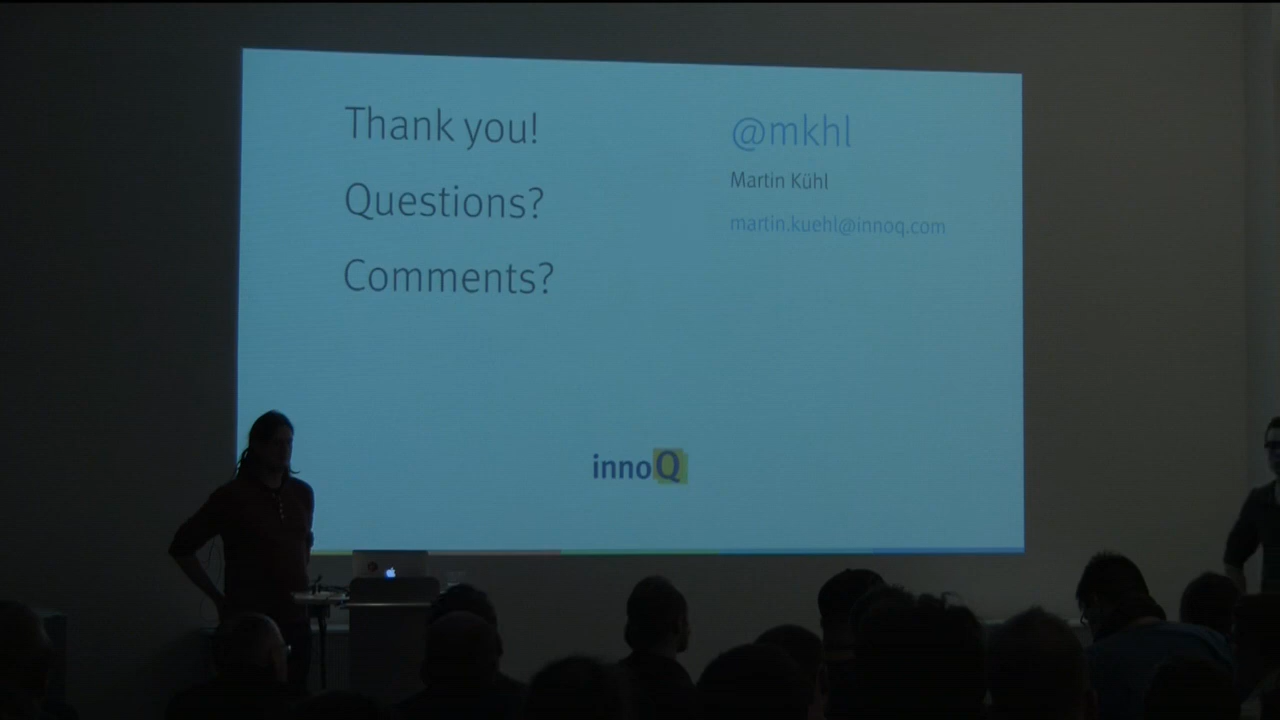 Thank you!
Questions?
Comments?
@mkhl
Martin Kühl
martin.kuehl@innoq.com
innoQ